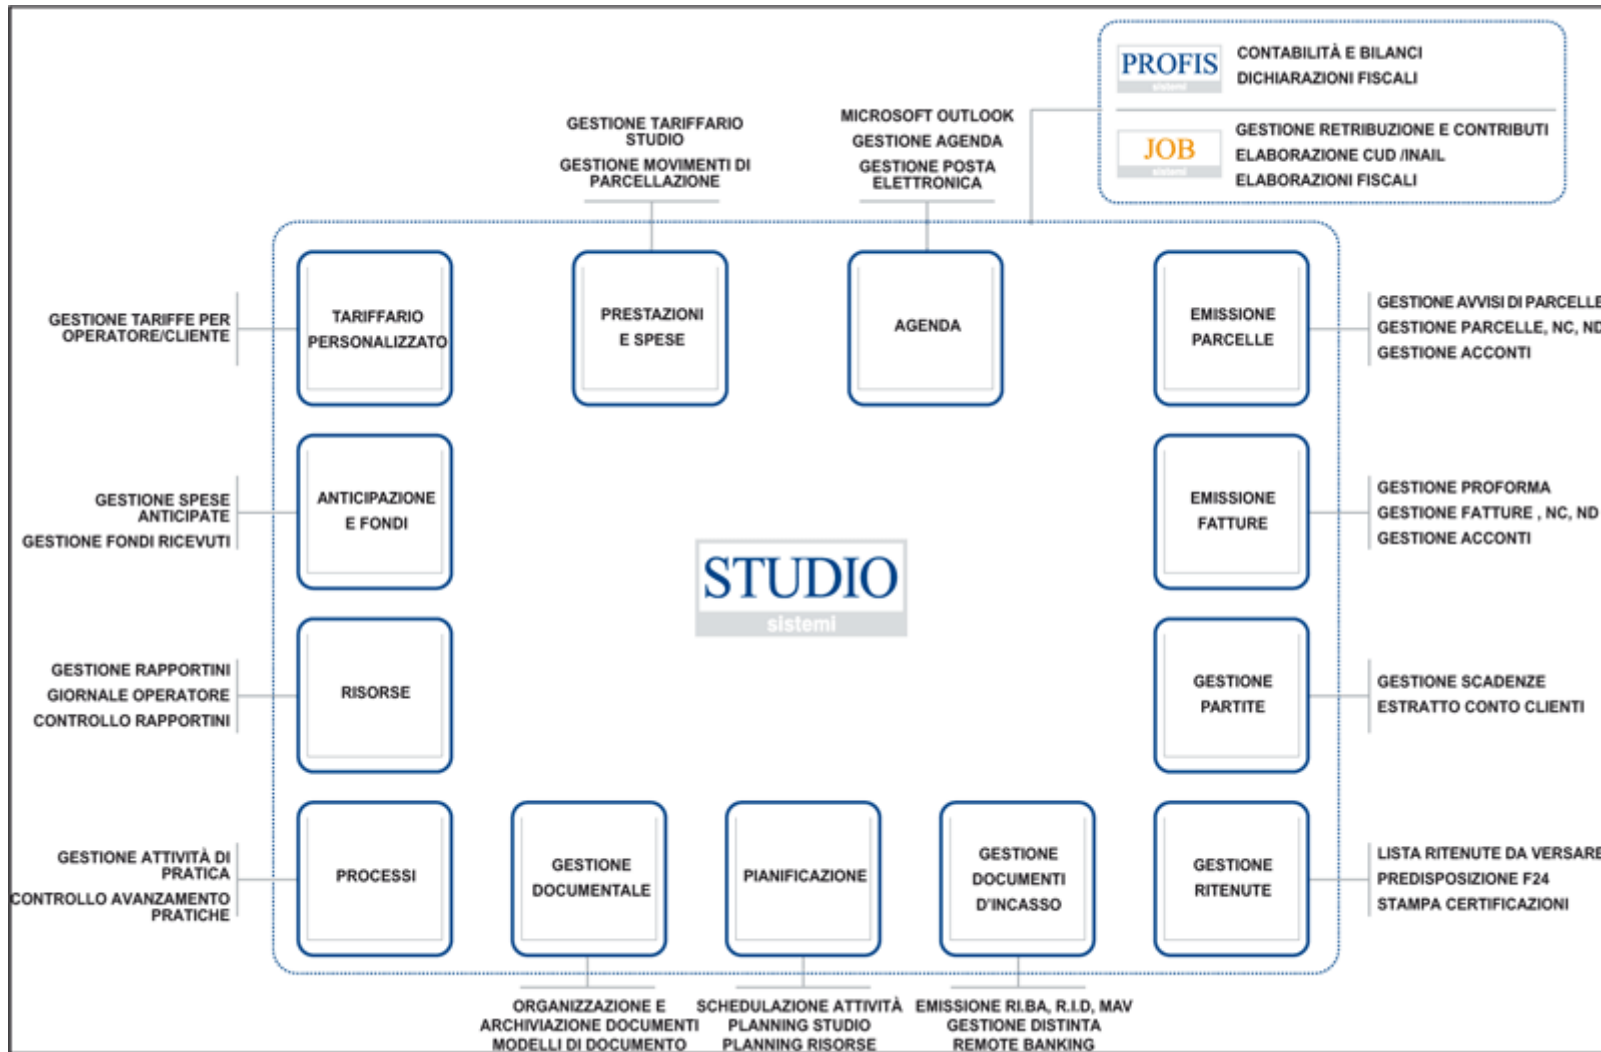 PROFIS
sistemi
CONTABILITÀ E BILANCI
DICHIARAZIONI FISCALI
JOB
sistemi
GESTIONE RETRIBUZIONE E CONTRIBUTI
ELABORAZIONE CUD /INAIL
ELABORAZIONI FISCALI
GESTIONE TARIFFARIO
STUDIO
GESTIONE MOVIMENTI DI
PARCELLAZIONE
MICROSOFT OUTLOOK
GESTIONE AGENDA
GESTIONE POSTA
ELETTRONICA
GESTIONE TARIFFE PER
OPERATORE/CLIENTE
TARIFFARIO
PERSONALIZZATO
PRESTAZIONI
E SPESE
AGENDA
EMISSIONE
PARCELLE
GESTIONE AVVISI DI PARCELLE
GESTIONE PARCELLE, NC, ND
GESTIONE ACCONTI
GESTIONE SPESE
ANTICIPATE
GESTIONE FONDI RICEVUTI
ANTICIPAZIONE
E FONDI
EMISSIONE
FATTURE
GESTIONE PROFORMA
GESTIONE FATTURE , NC, ND
GESTIONE ACCONTI
STUDIO
sistemi
GESTIONE RAPPORTINI
GIORNALE OPERATORE
CONTROLLO RAPPORTINI
RISORSE
GESTIONE
PARTITE
GESTIONE SCADENZE
ESTRATTO CONTO CLIENTI
GESTIONE ATTIVITÀ DI
PRATICA
CONTROLLO AVANZAMENTO
PRATICHE
PROCESSI
GESTIONE
DOCUMENTALE
PIANIFICAZIONE
GESTIONE
DOCUMENTI
D'INCASSO
GESTIONE
RITENUTE
LISTA RITENUTE DA VERSARE
PREDISPOSIZIONE F24
STAMPA CERTIFICAZIONI
ORGANIZZAZIONE E
ARCHIVIAZIONE DOCUMENTI
MODELLI DI DOCUMENTO
SCHEDULAZIONE ATTIVITÀ
PLANNING STUDIO
PLANNING RISORSE
EMISSIONE RI.BA, R.I.D, MAV
GESTIONE DISTINTA
REMOTE BANKING